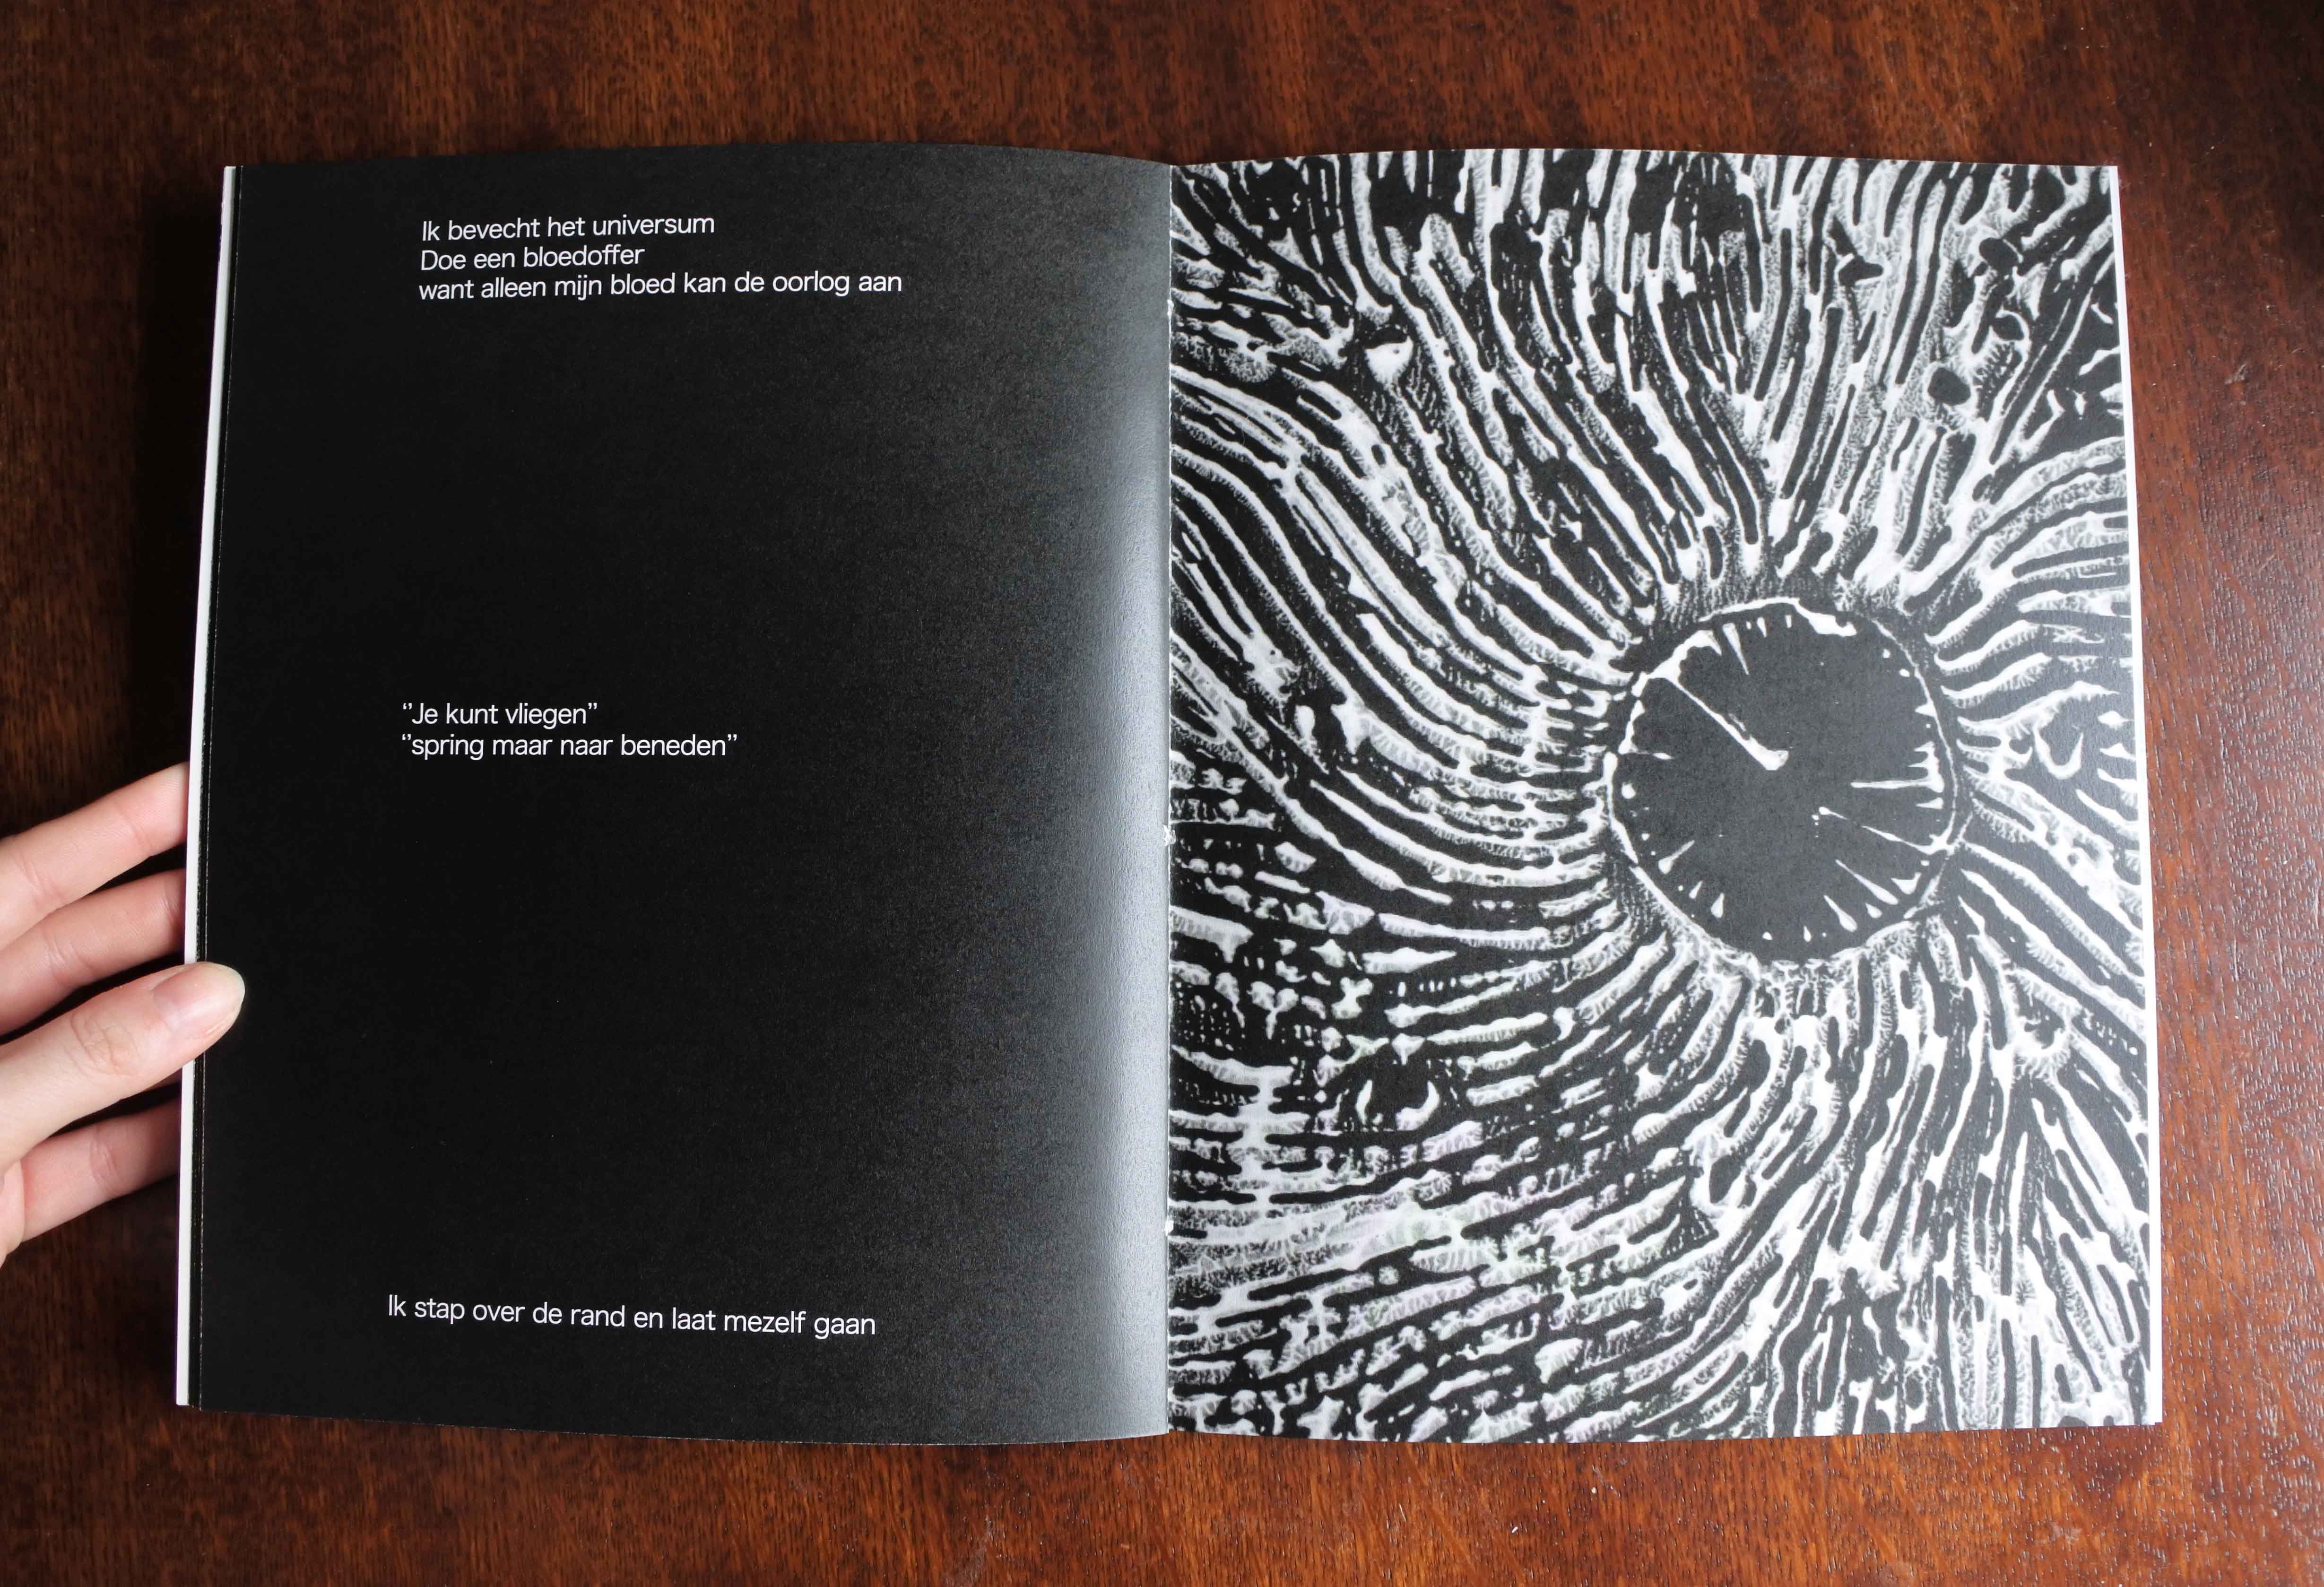 Ik bevecht het universum
Doe een bloedoffer
want alleen mijn bloed kan de oorlog aan
‘’Je kunt vliegen’’
‘’spring maar naar beneden’’
Ik stap over de rand en laat mezelf gaan